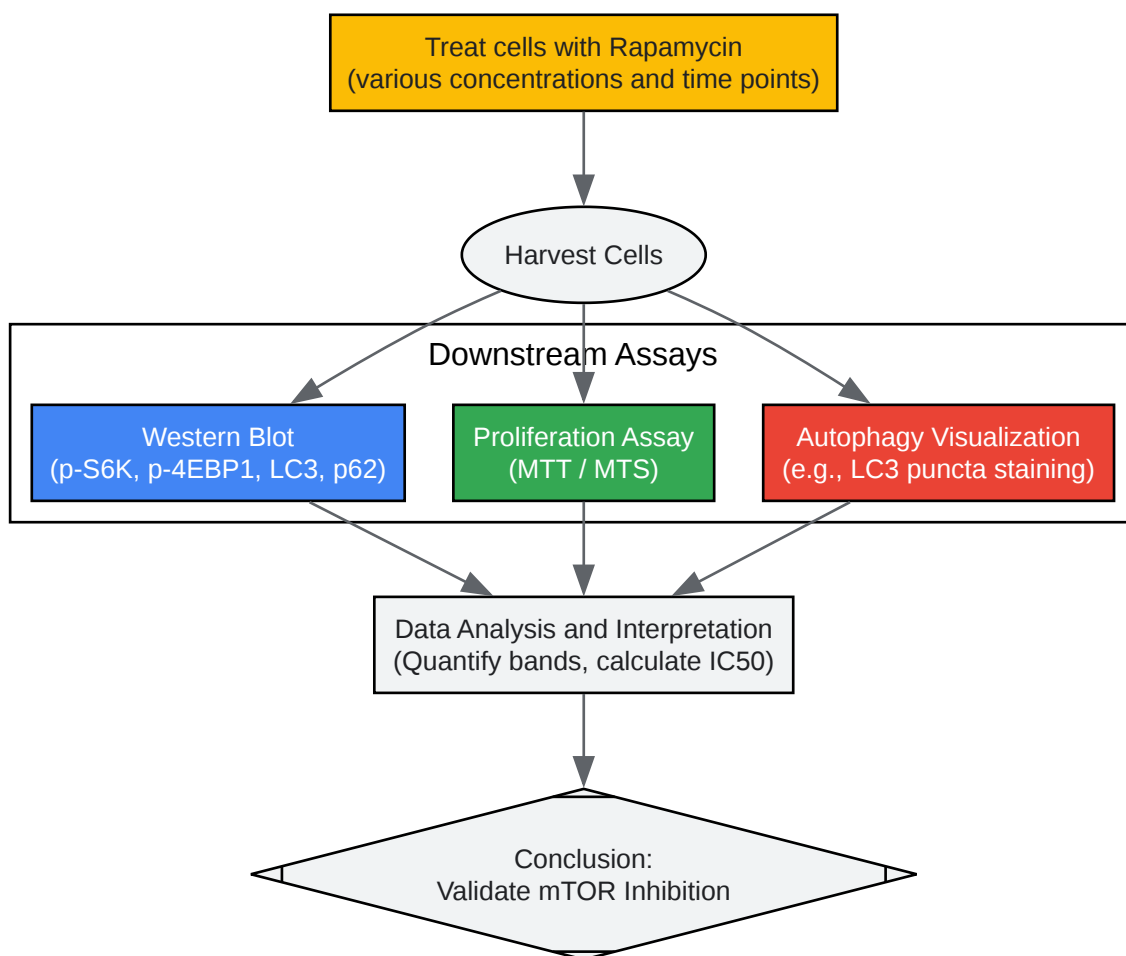 Treat cells with Rapamycin
(various concentrations and time points)
Harvest Cells
Downstream Assays
Western Blot
(p-S6K, p-4EBP1, LC3, p62)
Proliferation Assay
(MTT / MTS)
Autophagy Visualization
(e.g., LC3 puncta staining)
Data Analysis and Interpretation
(Quantify bands, calculate IC50)
Conclusion:
Validate mTOR Inhibition